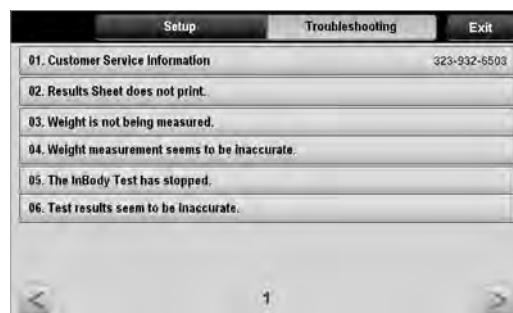 Setup Troubleshooting Exit
01. Customer Service Information 323-932-6503
02. Results Sheet does not print.
03. Weight is not being measured.
04. Weight measurement seems to be inaccurate.
05. The InBody Test has stopped.
06. Test results seem to be inaccurate.
< 1 >